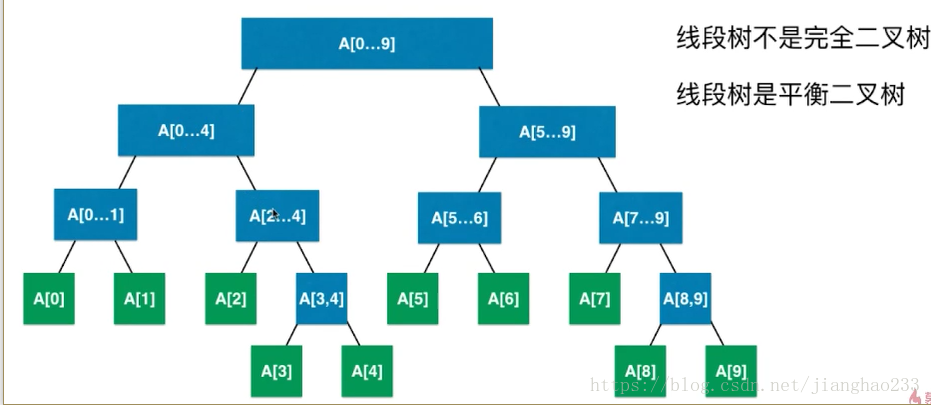 A[0...9]
线段树不是完全二叉树
线段树是平衡二叉树
A[0...4]
A[5...9]
A[0...1]
A[2...4]
A[5...6]
A[7...9]
A[0]
A[1]
A[2]
A[3,4]
A[5]
A[6]
A[7]
A[8,9]
A[3]
A[4]
A[8]
A[9]
https://blog.csdn.net/jianghao233